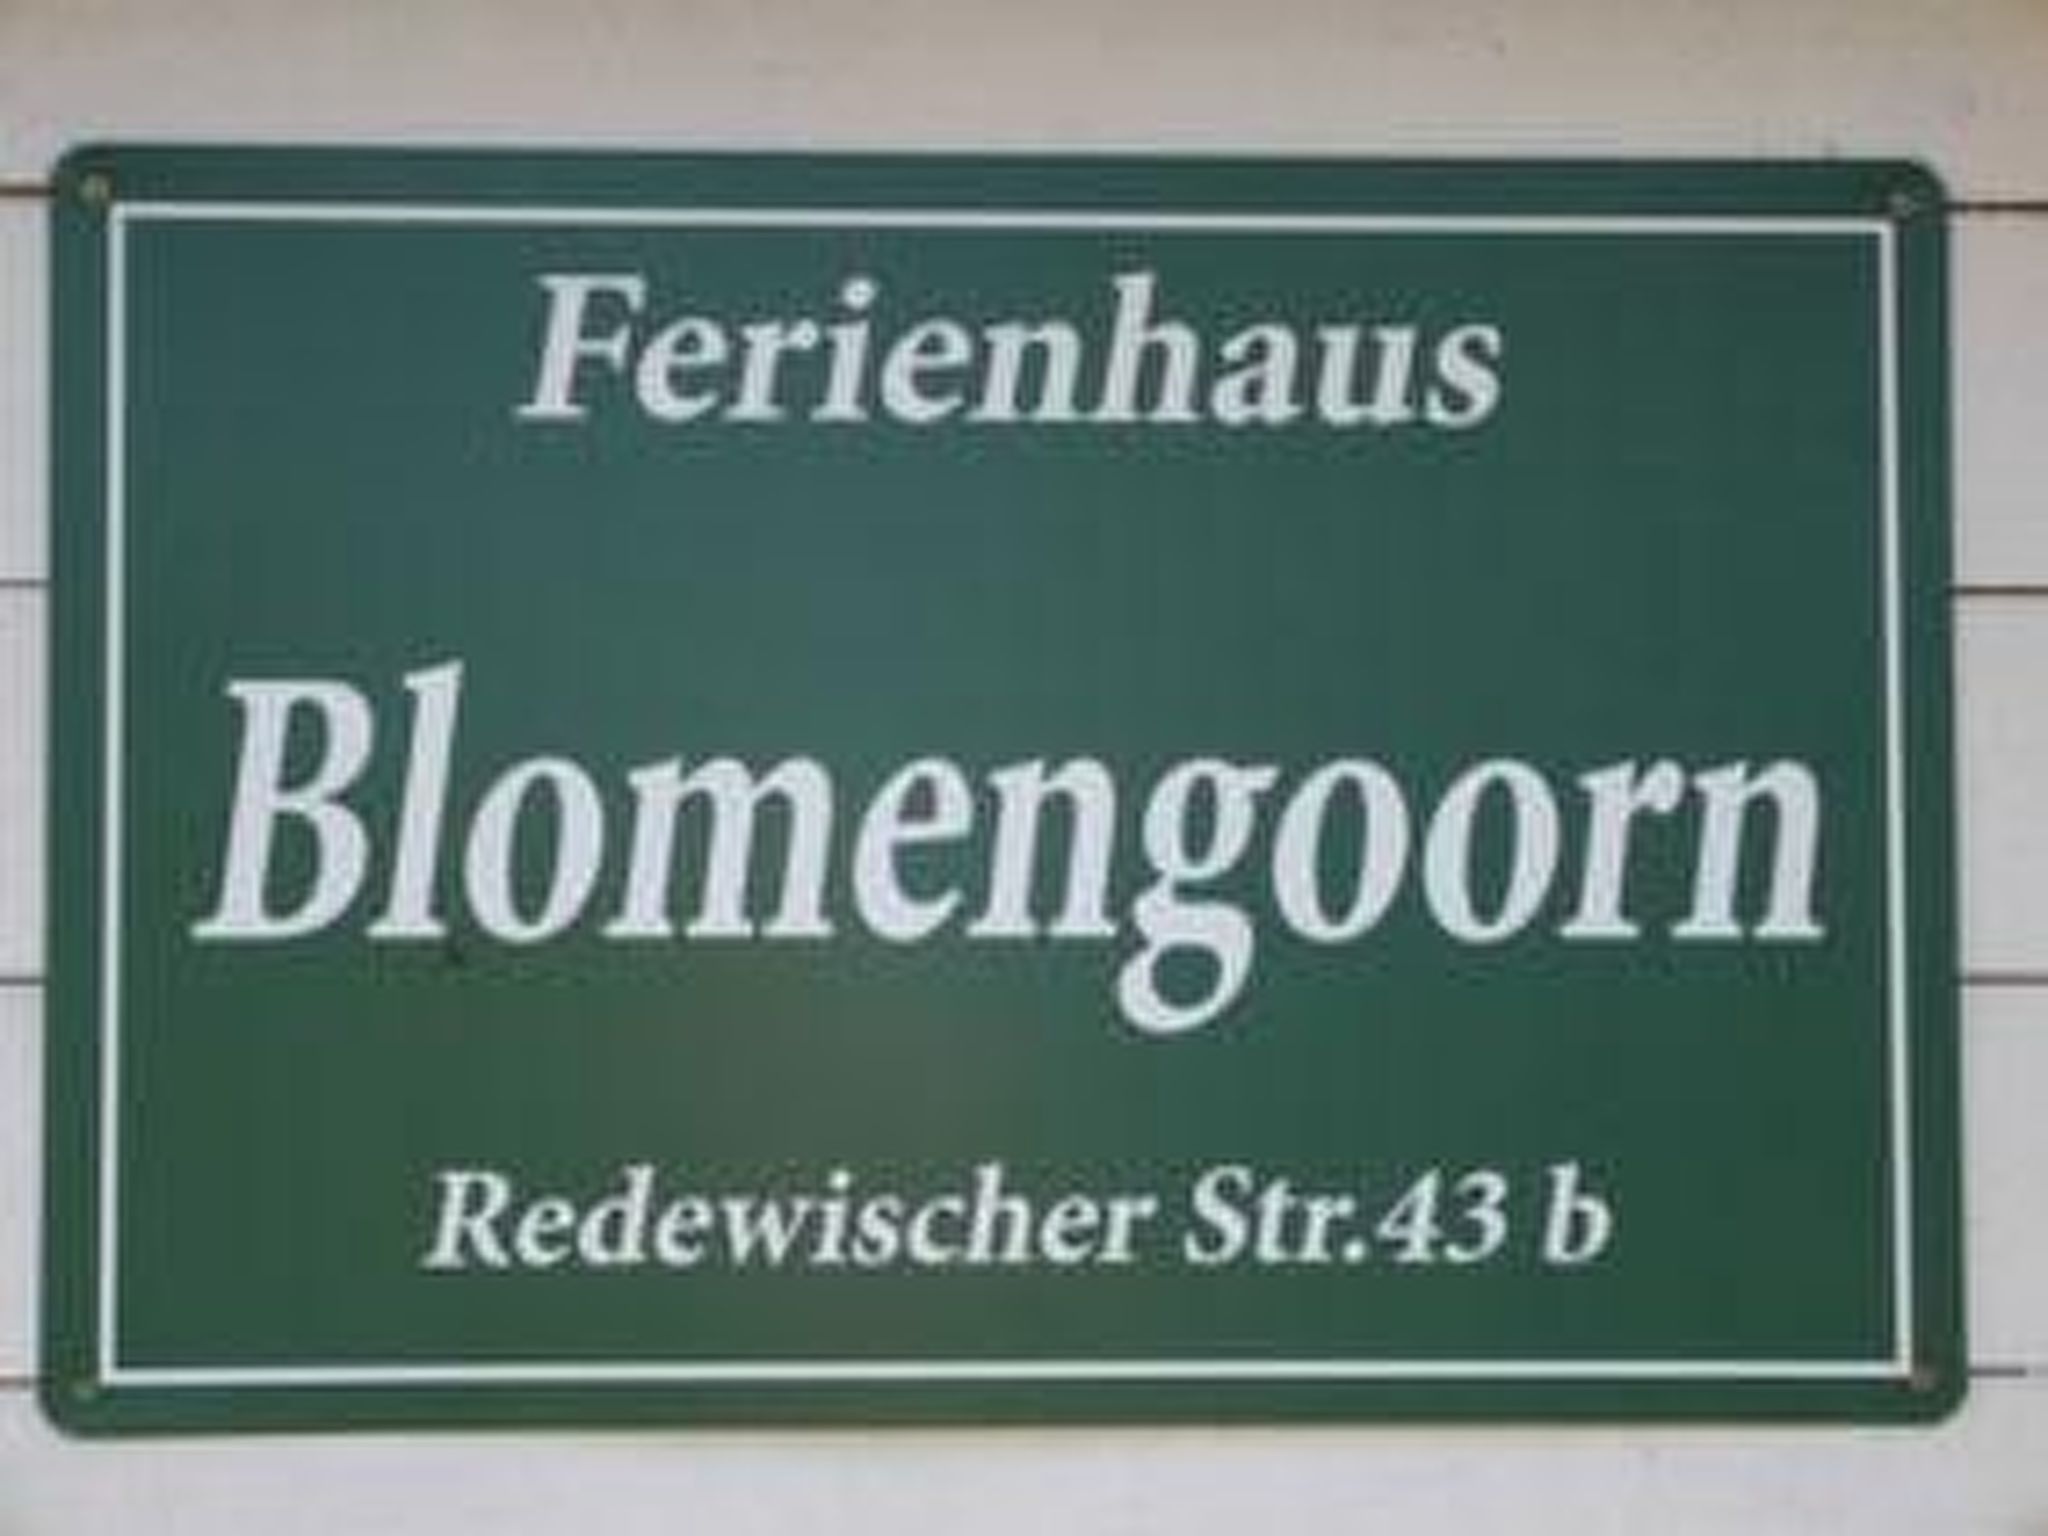 Ferienhaus
Blomengoorn
Redewischer Str.43 b